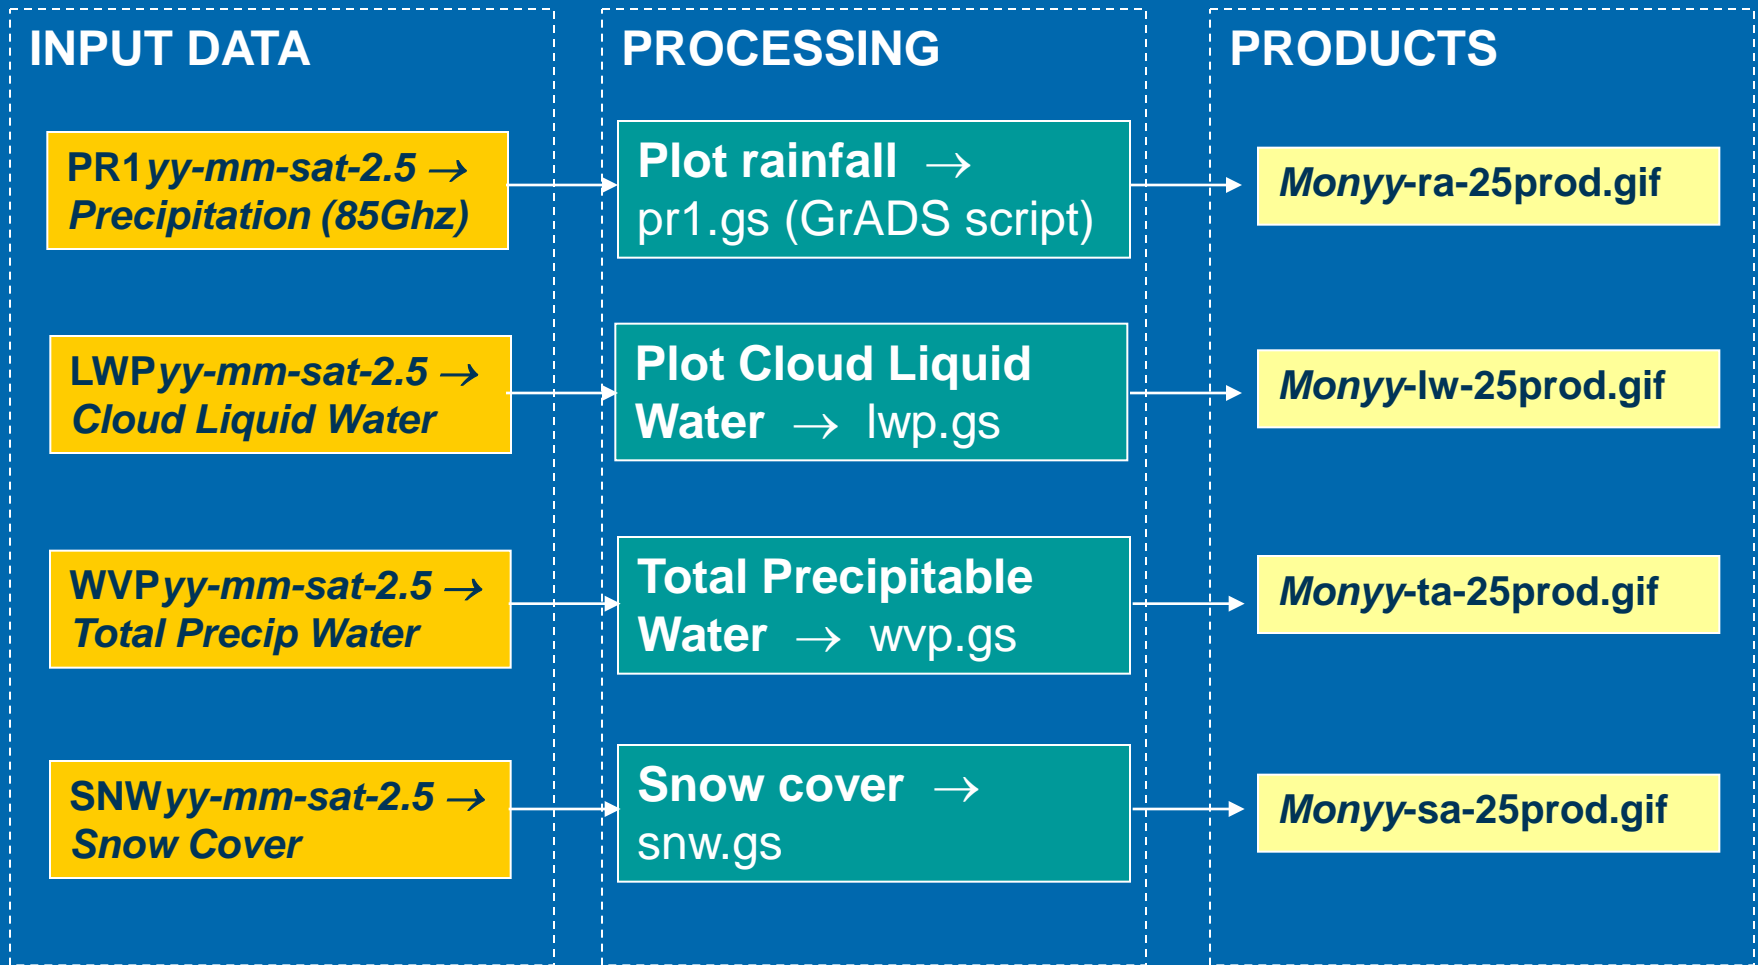 INPUT DATA
PR1yy-mm-sat-2.5 →
Precipitation (85Ghz)
LWPyy-mm-sat-2.5 →
Cloud Liquid Water
WVPyy-mm-sat-2.5 →
Total Precip Water
SNWyy-mm-sat-2.5 →
Snow Cover
PROCESSING
Plot rainfall →
pr1.gs (GrADS script)
Plot Cloud Liquid
Water → lwp.gs
Total Precipitable
Water → wvp.gs
Snow cover →
snw.gs
PRODUCTS
Monyy-ra-25prod.gif
Monyy-lw-25prod.gif
Monyy-ta-25prod.gif
Monyy-sa-25prod.gif